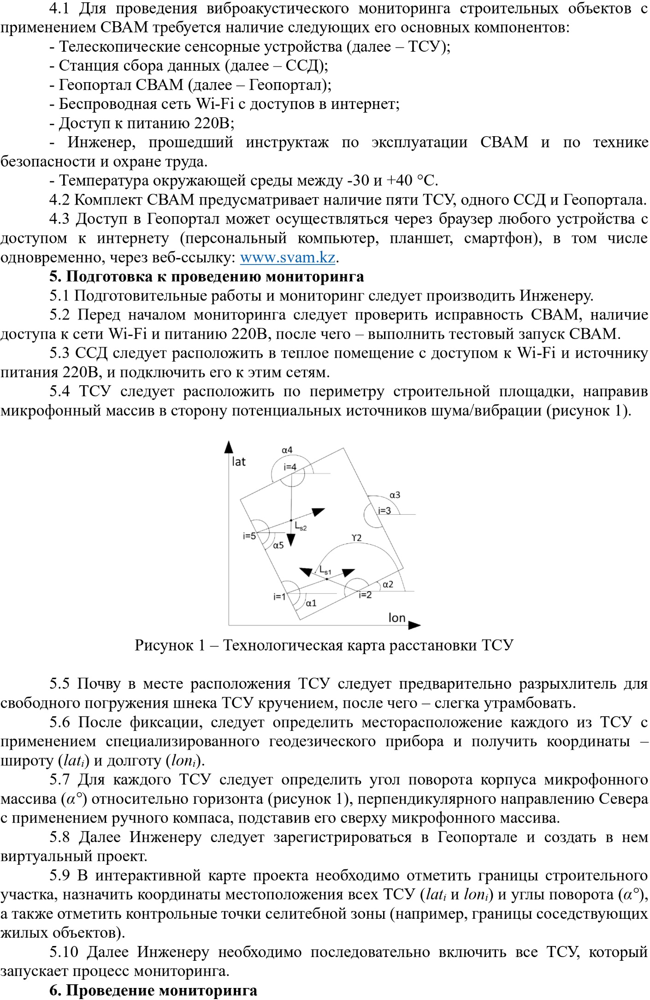 4.1 Для проведения виброакустического мониторинга строительных объектов с
применением СВАМ требуется наличие следующих его основных компонентов:
- Телескопические сенсорные устройства (далее – ТСУ);
- Станция сбора данных (далее – ССД);
- Геопортал СВАМ (далее – Геопортал);
- Беспроводная сеть Wi-Fi с доступов в интернет;
- Доступ к питанию 220В;
- Инженер, прошедший инструктаж по эксплуатации СВАМ и по технике
безопасности и охране труда.
- Температура окружающей среды между -30 и +40 °С.
4.2 Комплект СВАМ предусматривает наличие пяти ТСУ, одного ССД и Геопортала.
4.3 Доступ в Геопортал может осуществляться через браузер любого устройства с
доступом к интернету (персональный компьютер, планшет, смартфон), в том числе
одновременно, через веб-ссылку: www.svam.kz.
5. Подготовка к проведению мониторинга
5.1 Подготовительные работы и мониторинг следует производить Инженеру.
5.2 Перед началом мониторинга следует проверить исправность СВАМ, наличие
доступа к сети Wi-Fi и питанию 220В, после чего – выполнить тестовый запуск СВАМ.
5.3 ССД следует расположить в теплое помещение с доступом к Wi-Fi и источнику
питания 220В, и подключить его к этим сетям.
5.4 ТСУ следует расположить по периметру строительной площадки, направив
микрофонный массив в сторону потенциальных источников шума/вибрации (рисунок 1).
lat
α4
i=4
α3
i=3
Ls2
i=5
α5
ϒ2
Ls1
α2
i=1
i=2
α1
lon
Рисунок 1 – Технологическая карта расстановки ТСУ
5.5 Почву в месте расположения ТСУ следует предварительно разрыхлитель для
свободного погружения шнека ТСУ кручением, после чего – слегка утрамбовать.
5.6 После фиксации, следует определить месторасположение каждого из ТСУ с
применением специализированного геодезического прибора и получить координаты –
широту (lati) и долготу (loni).
5.7 Для каждого ТСУ следует определить угол поворота корпуса микрофонного
массива (α°) относительно горизонта (рисунок 1), перпендикулярного направлению Севера
с применением ручного компаса, подставив его сверху микрофонного массива.
5.8 Далее Инженеру следует зарегистрироваться в Геопортале и создать в нем
виртуальный проект.
5.9 В интерактивной карте проекта необходимо отметить границы строительного
участка, назначить координаты местоположения всех ТСУ (lati и loni) и углы поворота (α°),
а также отметить контрольные точки селитебной зоны (например, границы соседствующих
жилых объектов).
5.10 Далее Инженеру необходимо последовательно включить все ТСУ, который
запускает процесс мониторинга.
6. Проведение мониторинга